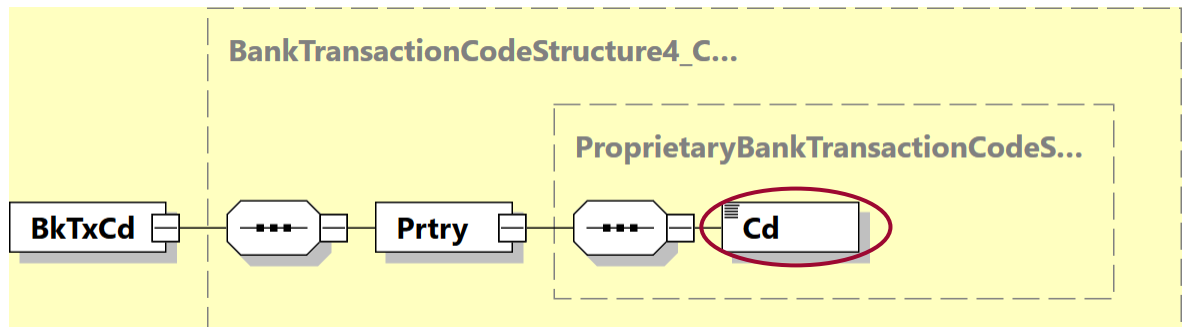 BankTransactionCodeStructure4_C...
ProprietaryBankTransactionCodeS...
BkTxCd
Prtry
Cd